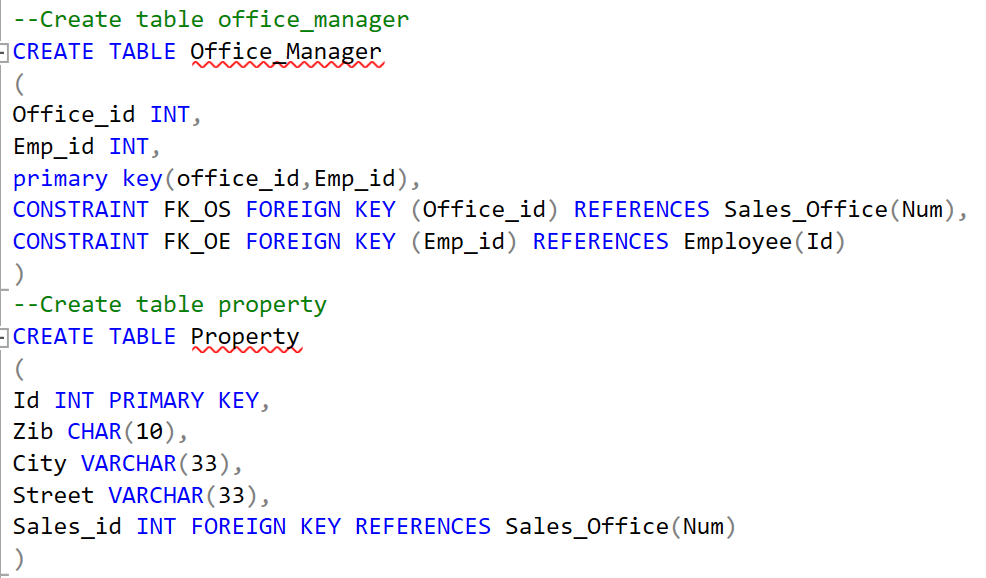 --Create table office_manager
CREATE TABLE Office_Manager
(
Office_id INT,
Emp_id INT,
primary key(office_id,Emp_id),
CONSTRAINT FK_OS FOREIGN KEY (Office_id) REFERENCES Sales_Office(Num),
CONSTRAINT FK_OE FOREIGN KEY (Emp_id) REFERENCES Employee(Id)
)
--Create table property
CREATE TABLE Property
(
Id INT PRIMARY KEY,
Zib CHAR(10),
City VARCHAR(33),
Street VARCHAR(33),
Sales_id INT FOREIGN KEY REFERENCES Sales_Office(Num)
)